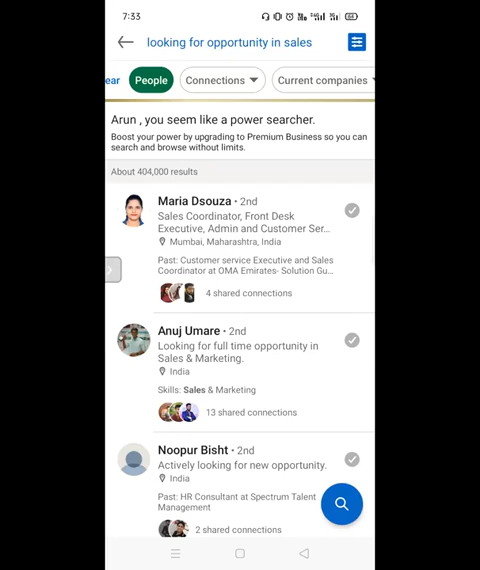 7:33
looking for opportunity in sales
ear People Connections Current companies
Arun , you seem like a power searcher.
Boost your power by upgrading to Premium Business so you can
search and browse without limits.
About 404,000 results
Maria Dsouza • 2nd
Sales Coordinator, Front Desk
Executive, Admin and Customer Ser...
Mumbai, Maharashtra, India
Past: Customer service Executive and Sales
Coordinator at OMA Emirates- Solution Gu...
4 shared connections
Anuj Umare • 2nd
Looking for full time opportunity in
Sales & Marketing.
India
Skills: Sales & Marketing
13 shared connections
Noopur Bisht • 2nd
Actively looking for new opportunity.
India
Past: HR Consultant at Spectrum Talent
Management
2 shared connections